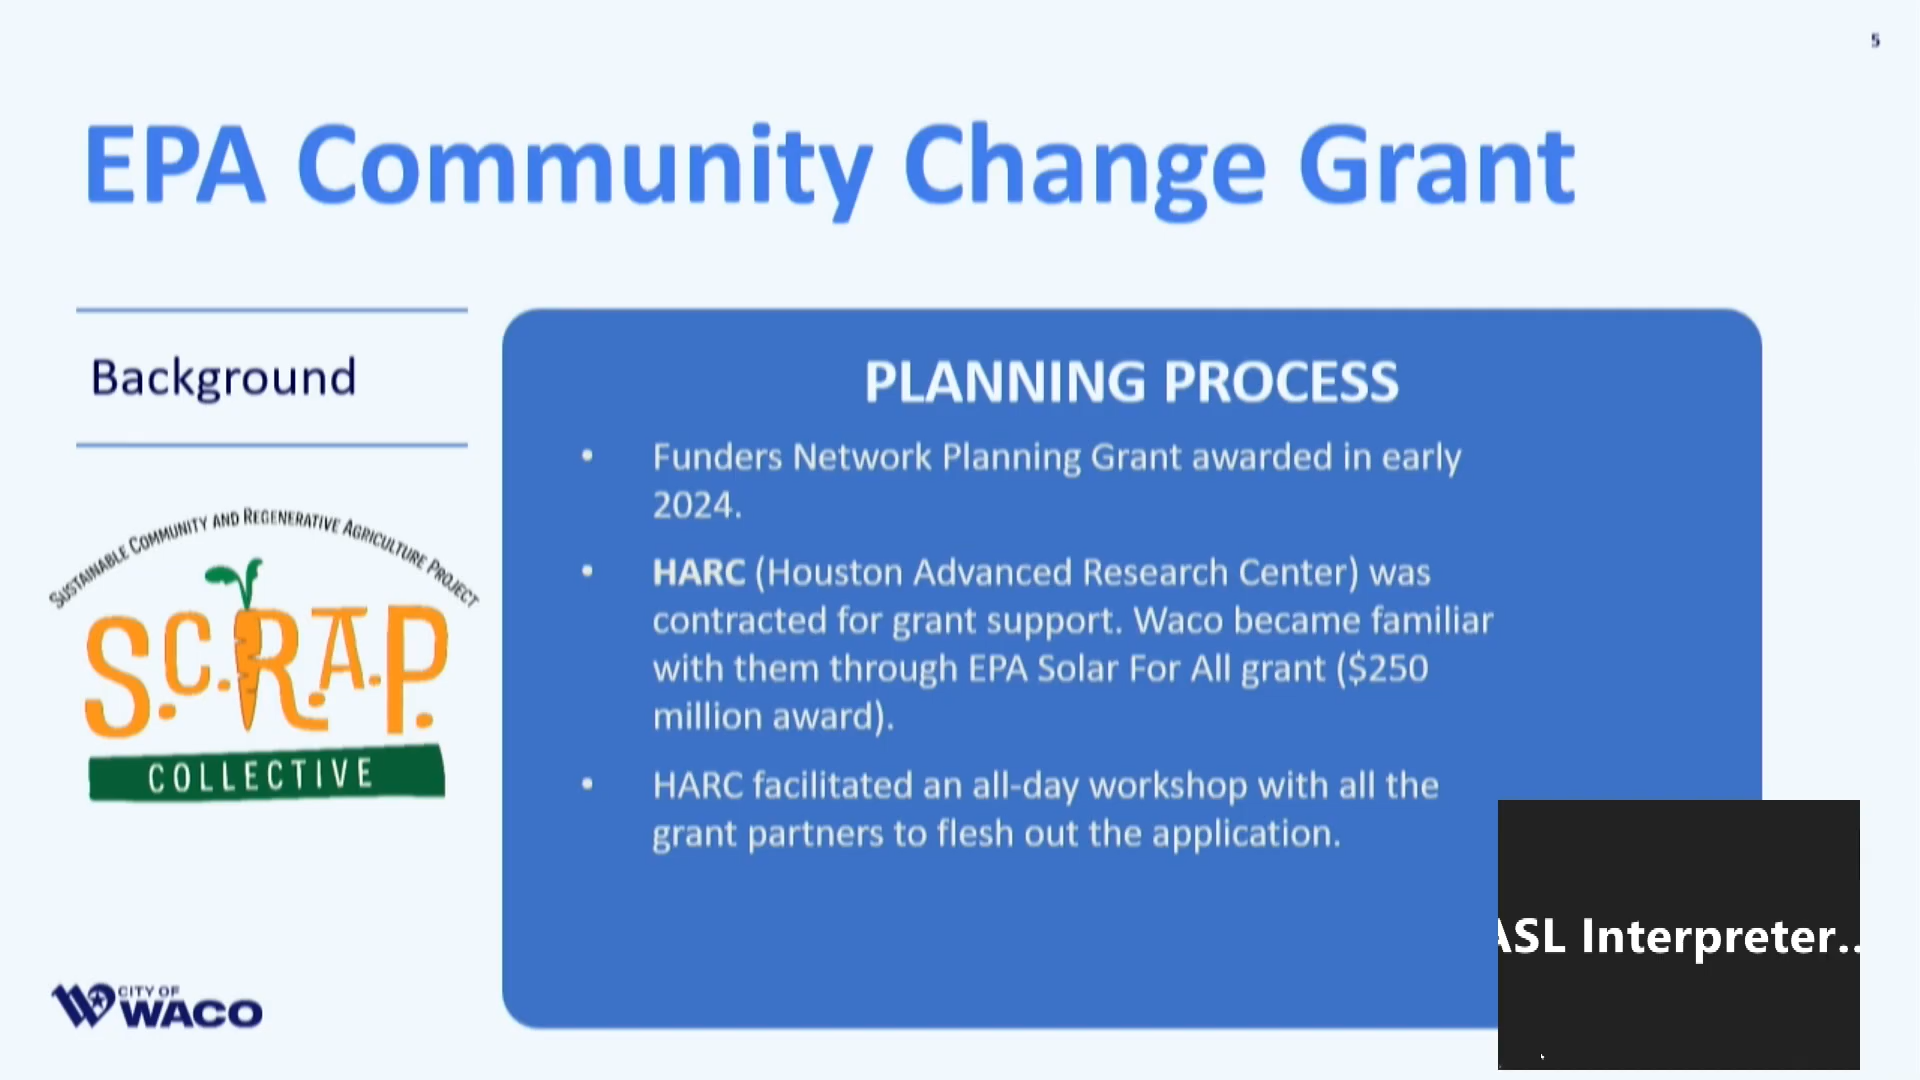 5
EPA Community Change Grant
Background
SUSTAINABLE COMMUNITY AND REGENERATIVE AGRICULTURE PROJECT
S.C.R.A.P.
COLLECTIVE
CITY OF
WACO
PLANNING PROCESS
• Funders Network Planning Grant awarded in early
2024.
• HARC (Houston Advanced Research Center) was
contracted for grant support. Waco became familiar
with them through EPA Solar For All grant ($250
million award).
• HARC facilitated an all-day workshop with all the
grant partners to flesh out the application.
ASL Interpreter..